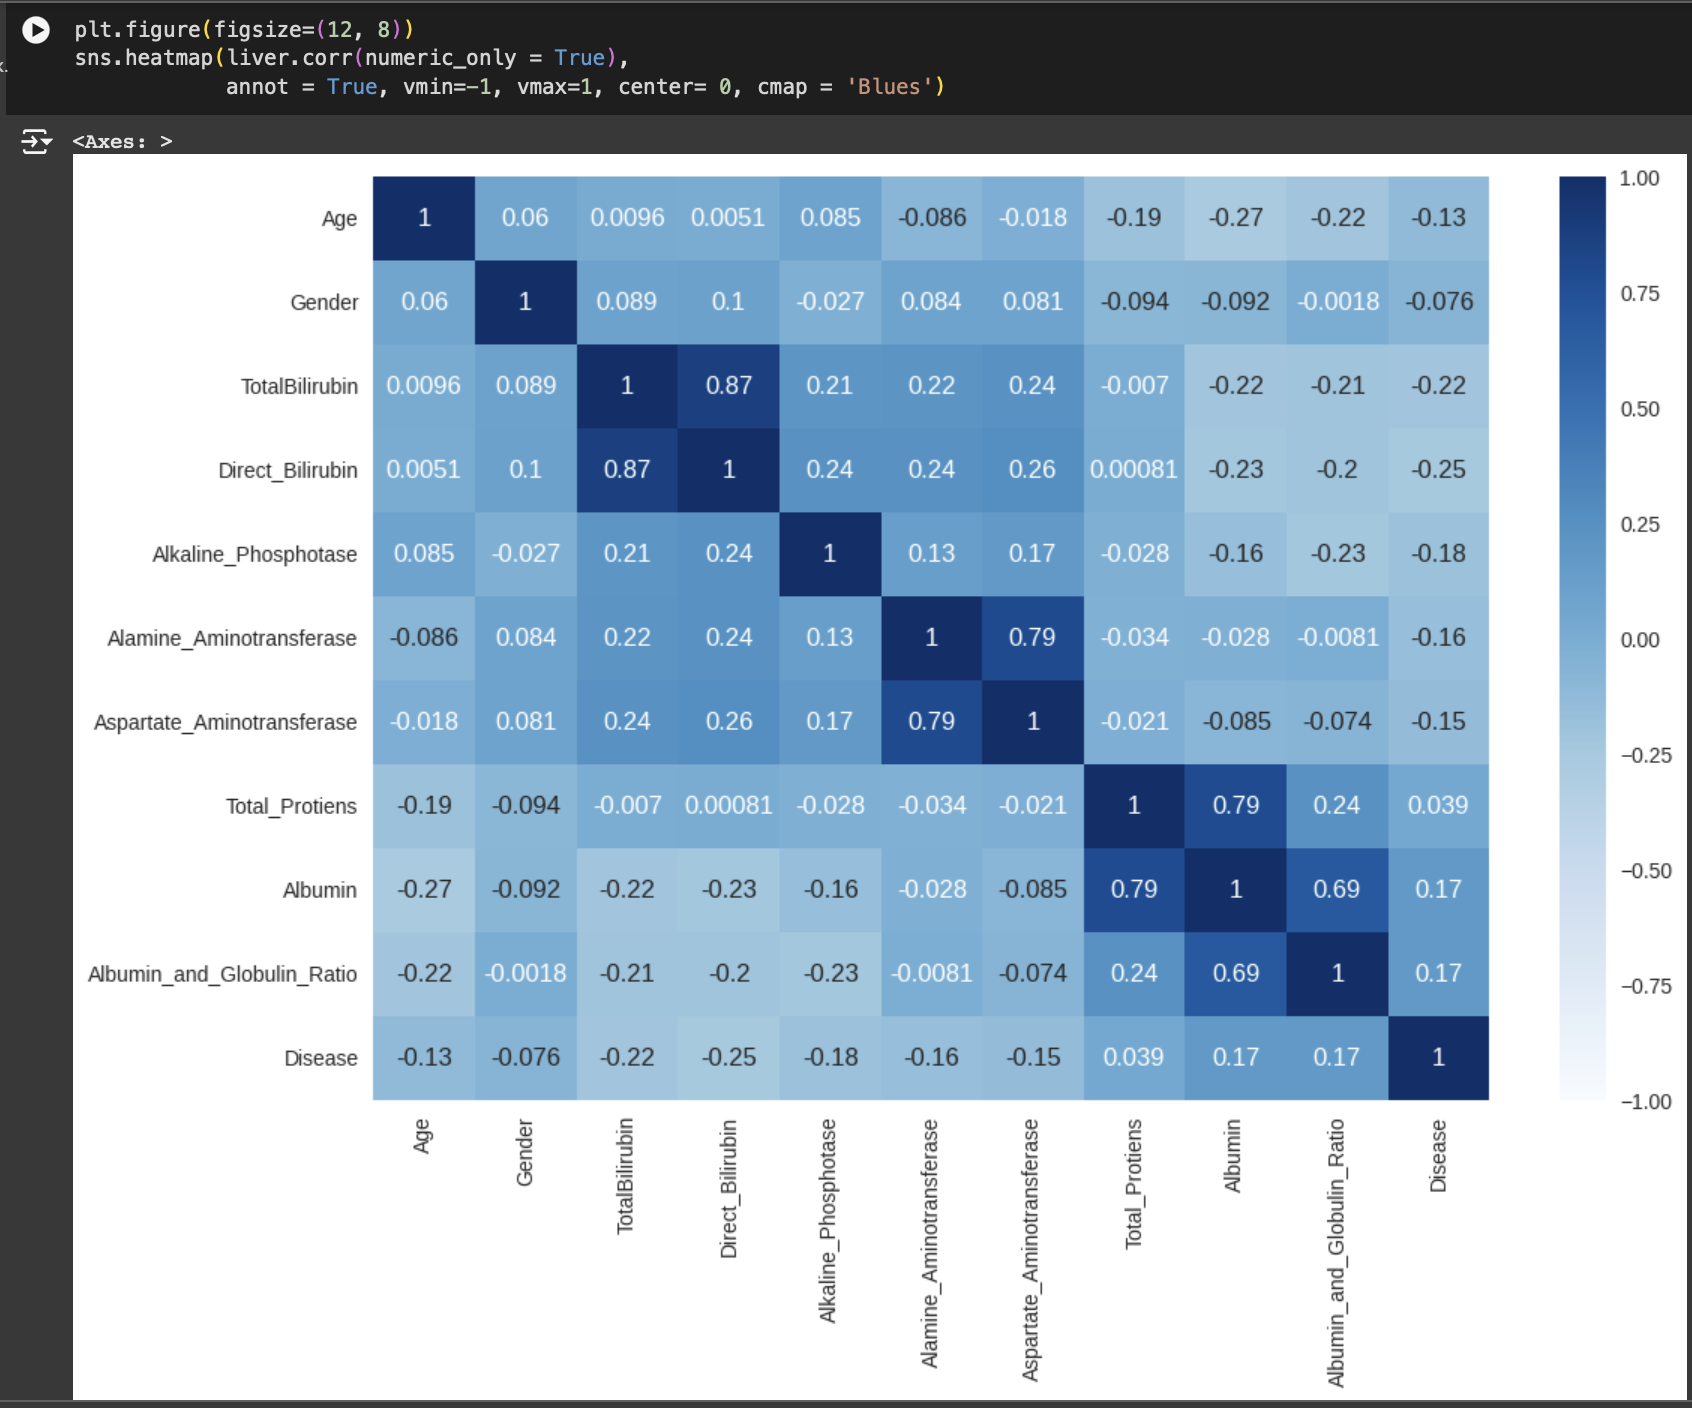 plt.figure(figsize=(12, 8))
sns.heatmap(liver.corr(numeric_only = True),
annot = True, vmin=-1, vmax=1, center= 0, cmap = 'Blues')
<Axes: >
Age 1 0.06 0.0096 0.0051 0.085 -0.086 -0.018 -0.19 -0.27 -0.22 -0.13
Gender 0.06 1 0.089 0.1 -0.027 0.084 0.081 -0.094 -0.092 -0.0018 -0.076
TotalBilirubin 0.0096 0.089 1 0.87 0.21 0.22 0.24 -0.007 -0.22 -0.21 -0.22
Direct_Bilirubin 0.0051 0.1 0.87 1 0.24 0.24 0.26 0.00081 -0.23 -0.2 -0.25
Alkaline_Phosphotase 0.085 -0.027 0.21 0.24 1 0.13 0.17 -0.028 -0.16 -0.23 -0.18
Alamine_Aminotransferase -0.086 0.084 0.22 0.24 0.13 1 0.79 -0.034 -0.028 -0.0081 -0.16
Aspartate_Aminotransferase -0.018 0.081 0.24 0.26 0.17 0.79 1 -0.021 -0.085 -0.074 -0.15
Total_Protiens -0.19 -0.094 -0.007 0.00081 -0.028 -0.034 -0.021 1 0.79 0.24 0.039
Albumin -0.27 -0.092 -0.22 -0.23 -0.16 -0.028 -0.085 0.79 1 0.69 0.17
Albumin_and_Globulin_Ratio -0.22 -0.0018 -0.21 -0.2 -0.23 -0.0081 -0.074 0.24 0.69 1 0.17
Disease -0.13 -0.076 -0.22 -0.25 -0.18 -0.16 -0.15 0.039 0.17 0.17 1
Age
Gender
TotalBilirubin
Direct_Bilirubin
Alkaline_Phosphotase
Alamine_Aminotransferase
Aspartate_Aminotransferase
Total_Protiens
Albumin
Albumin_and_Globulin_Ratio
Disease
1.00
0.75
0.50
0.25
0.00
−0.25
−0.50
−0.75
−1.00